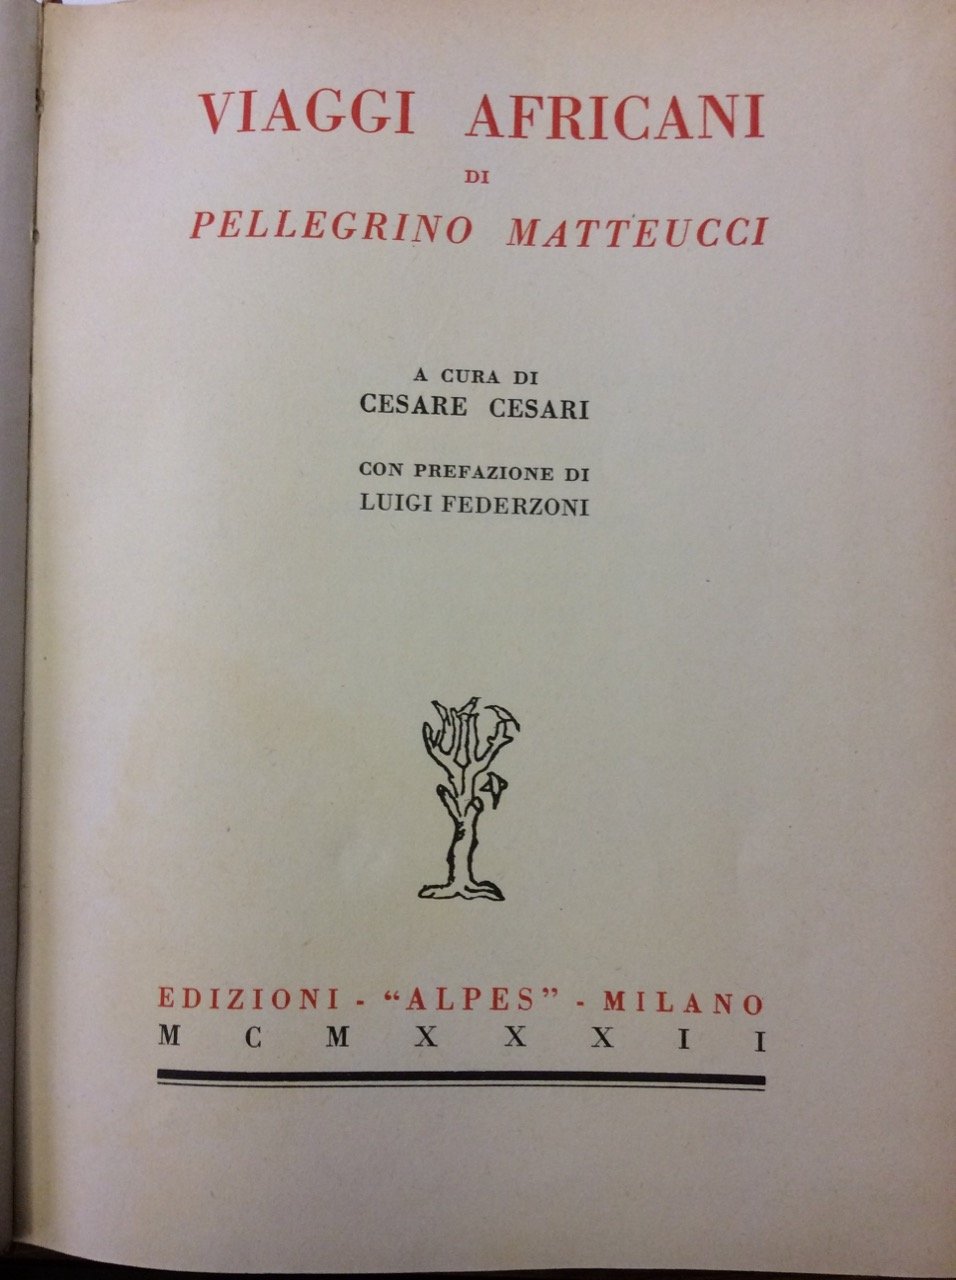 VIAGGI AFRICANI
DI
PELLEGRINO MATTEUCCI
A CURA DI
CESARE CESARI
CON PREFAZIONE DI
LUIGI FEDERZONI
EDIZIONI - “ALPES” - MILANO
M C M X X X I I